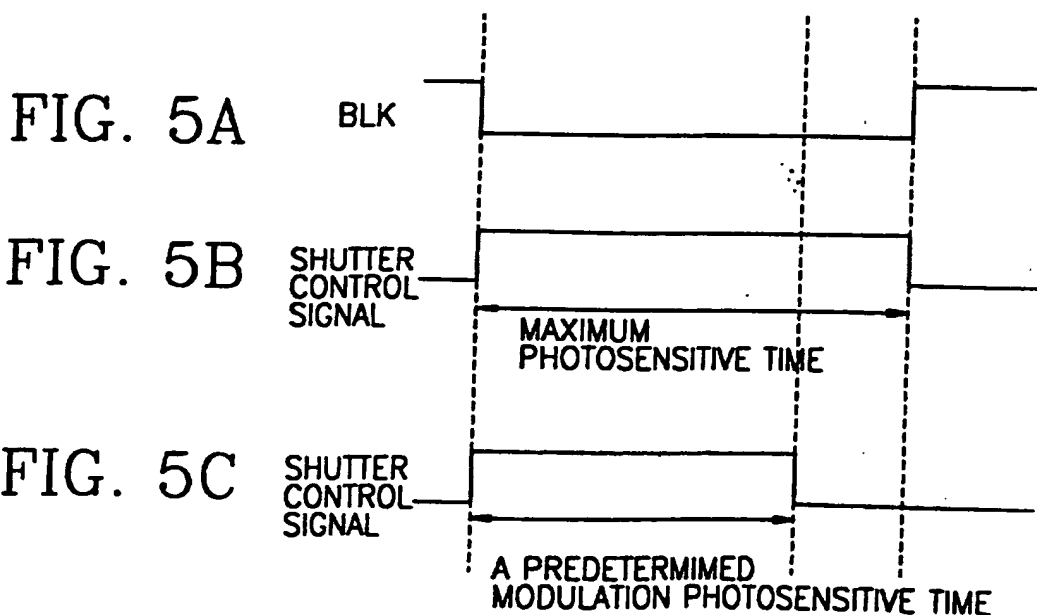 FIG. 5A
BLK
FIG. 5B
SHUTTER
CONTROL
SIGNAL
MAXIMUM
PHOTOSENSITIVE TIME
FIG. 5C
SHUTTER
CONTROL
SIGNAL
A PREDETERMIMED
MODULATION PHOTOSENSITIVE TIME